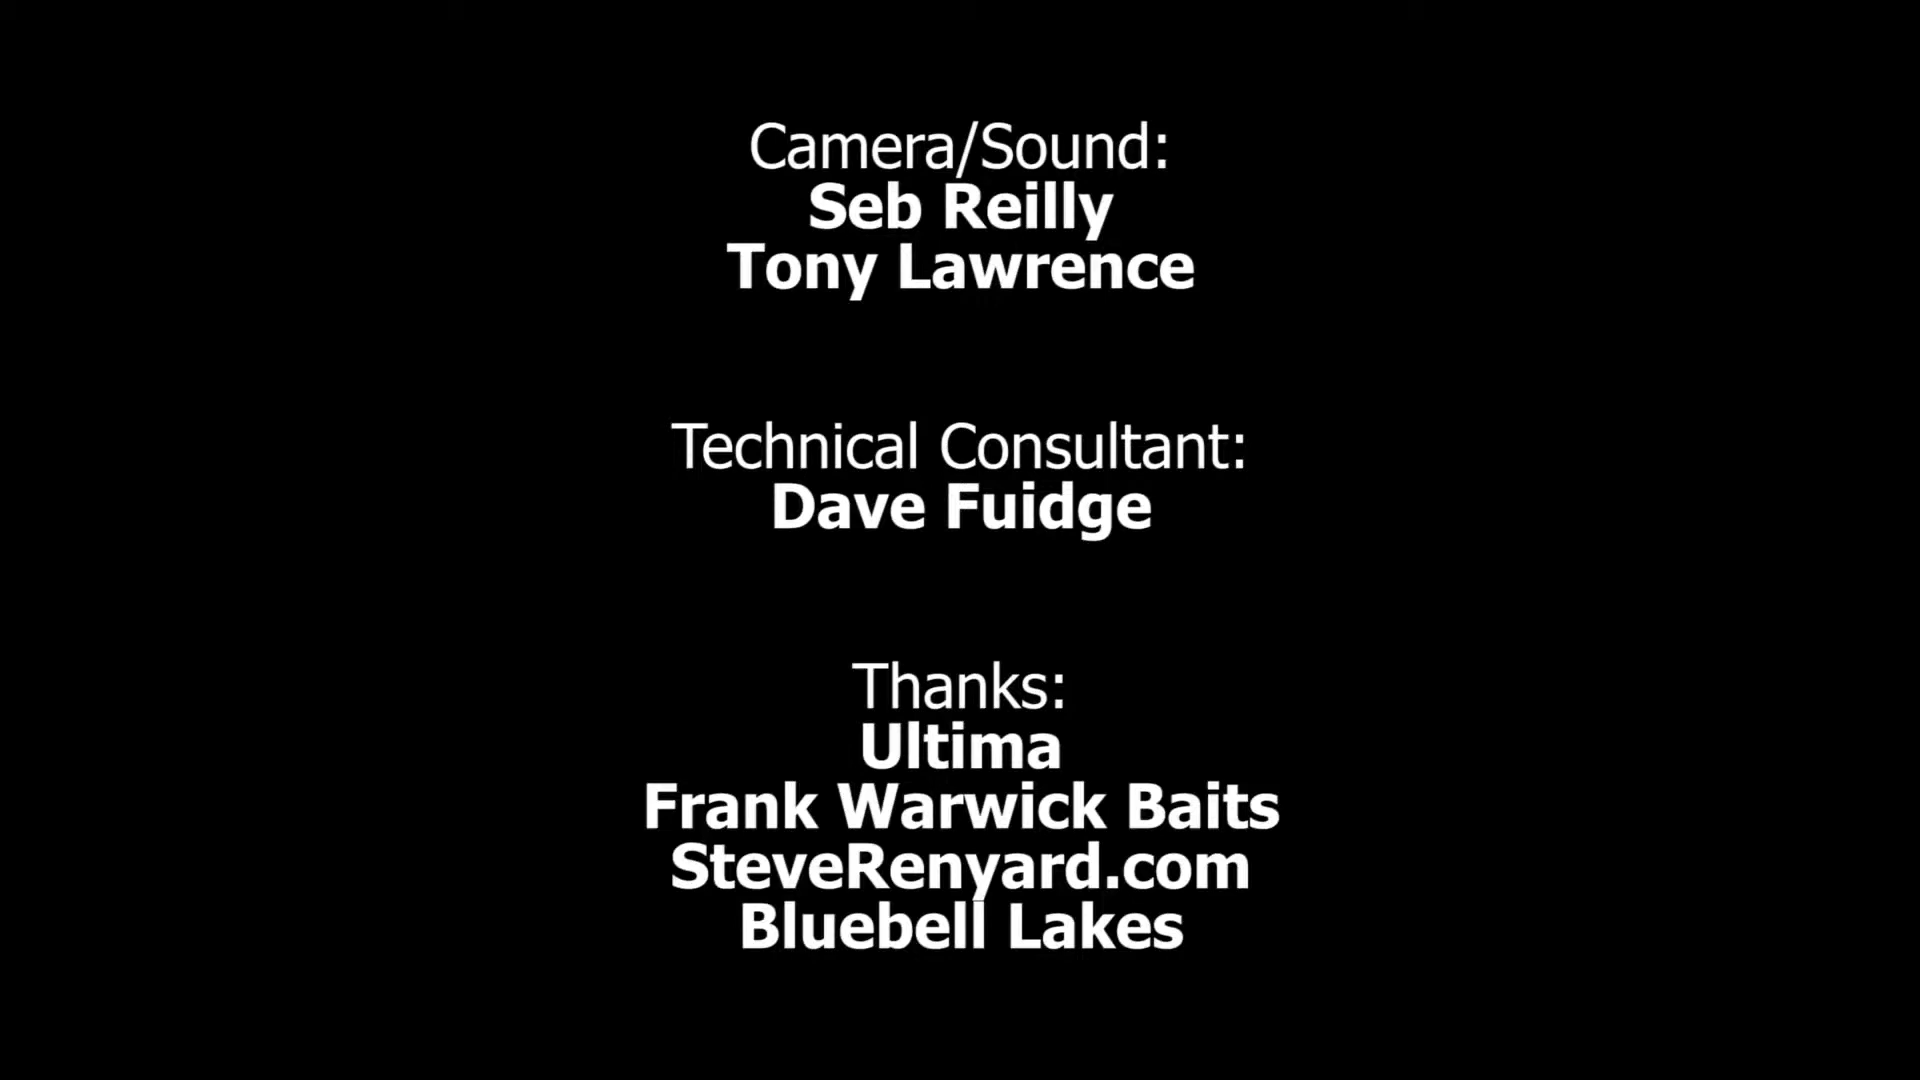 Camera/Sound:
Seb Reilly
Tony Lawrence
Technical Consultant:
Dave Fuidge
Thanks:
Ultima
Frank Warwick Baits
SteveRenyard.com
Bluebell Lakes